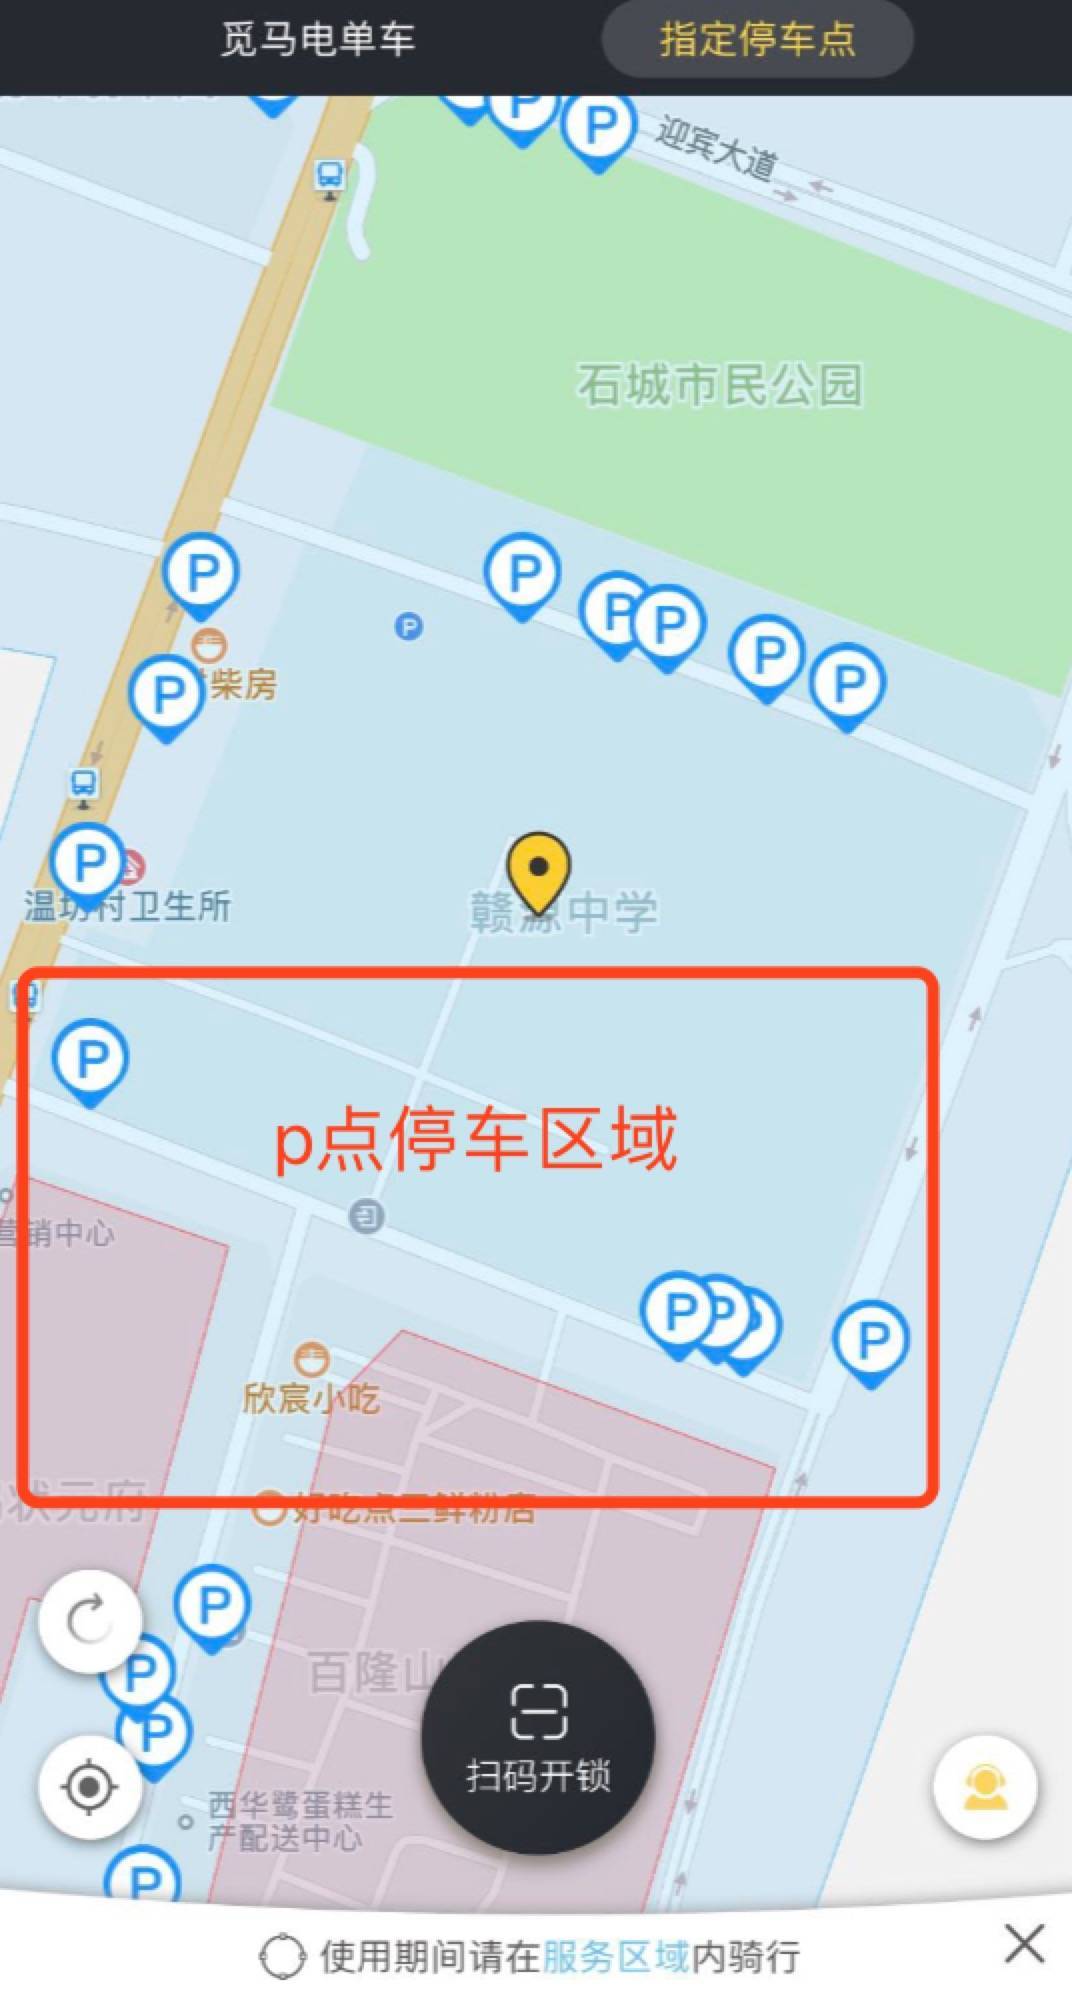 觅马电单车
指定停车点
迎宾大道
石城市民公园
柴房
温坊村卫生所
赣源中学
p点停车区域
营销中心
欣宸小吃
状元府
好吃点三鲜粉店
百隆山
扫码开锁
西华鹭蛋糕生
产配送中心
使用期间请在服务区域内骑行